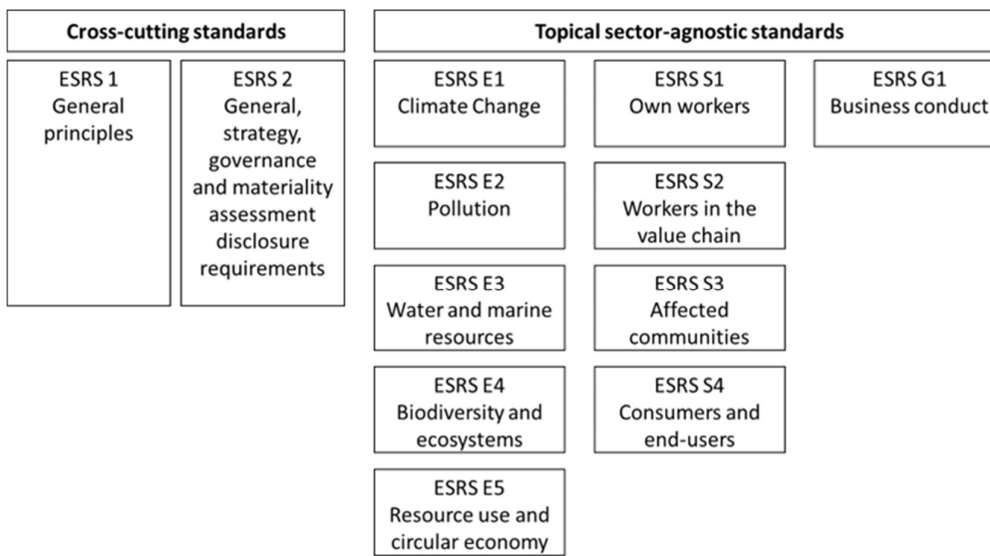 Cross-cutting standards
ESRS 1
General
principles
ESRS 2
General,
strategy,
governance
and materiality
assessment
disclosure
requirements
Topical sector-agnostic standards
ESRS E1
Climate Change
ESRS S1
Own workers
ESRS G1
Business conduct
ESRS E2
Pollution
ESRS S2
Workers in the
value chain
ESRS E3
Water and marine
resources
ESRS S3
Affected
communities
ESRS E4
Biodiversity and
ecosystems
ESRS S4
Consumers and
end-users
ESRS E5
Resource use and
circular economy